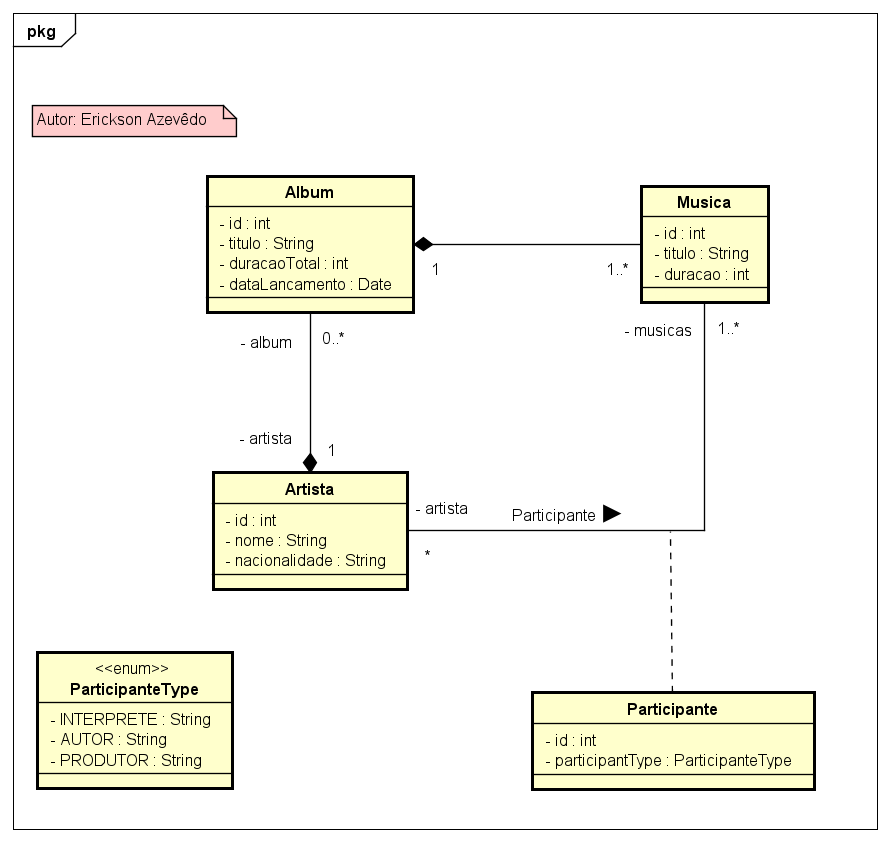 pkg
Autor: Erickson Azevêdo
Album
- id : int
- titulo : String
- duracaoTotal : int
- dataLancamento : Date
Musica
- id : int
- titulo : String
- duracao : int
1
1..*
- album
0..*
- musicas
1..*
- artista
1
Artista
- id : int
- nome : String
- nacionalidade : String
- artista
Participante
*
<<enum>>
ParticipanteType
- INTERPRETE : String
- AUTOR : String
- PRODUTOR : String
Participante
- id : int
- participantType : ParticipanteType